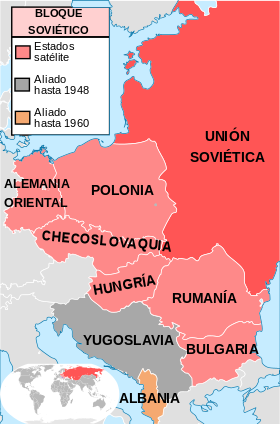 BLOQUE
SOVIÉTICO
Estados
satélite
Aliado
hasta 1948
Aliado
hasta 1960
UNIÓN
SOVIÉTICA
ALEMANIA
ORIENTAL
POLONIA
CHECOSLOVAQUIA
HUNGRÍA
RUMANÍA
YUGOSLAVIA
BULGARIA
ALBANIA